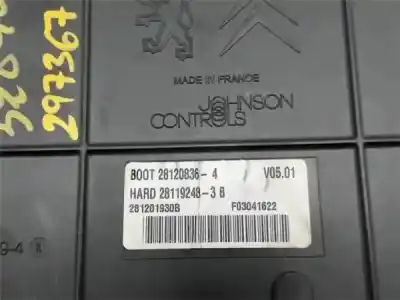 297367
MADE IN FRANCE
JOHNSON
CONTROLS
BOOT 28120836- 4 V05.01
HARD 28119248-3 B
281201930B F03041622